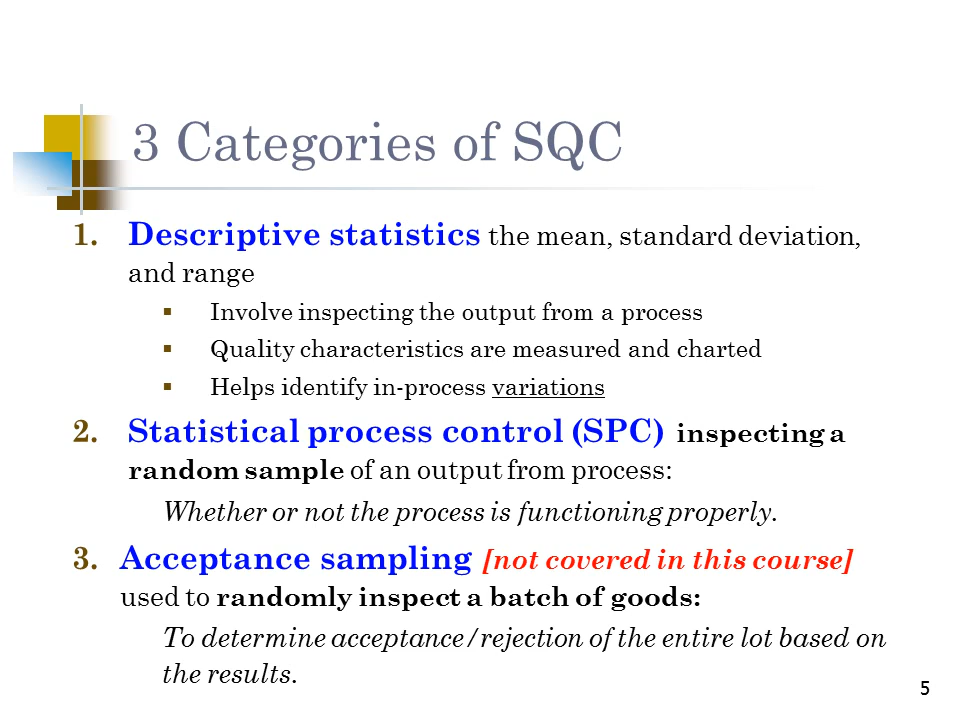 3 Categories of SQC
1. Descriptive statistics the mean, standard deviation,
and range
▪ Involve inspecting the output from a process
▪ Quality characteristics are measured and charted
▪ Helps identify in-process variations
2. Statistical process control (SPC) inspecting a
random sample of an output from process:
Whether or not the process is functioning properly.
3. Acceptance sampling [not covered in this course]
used to randomly inspect a batch of goods:
To determine acceptance/rejection of the entire lot based on
the results.
5